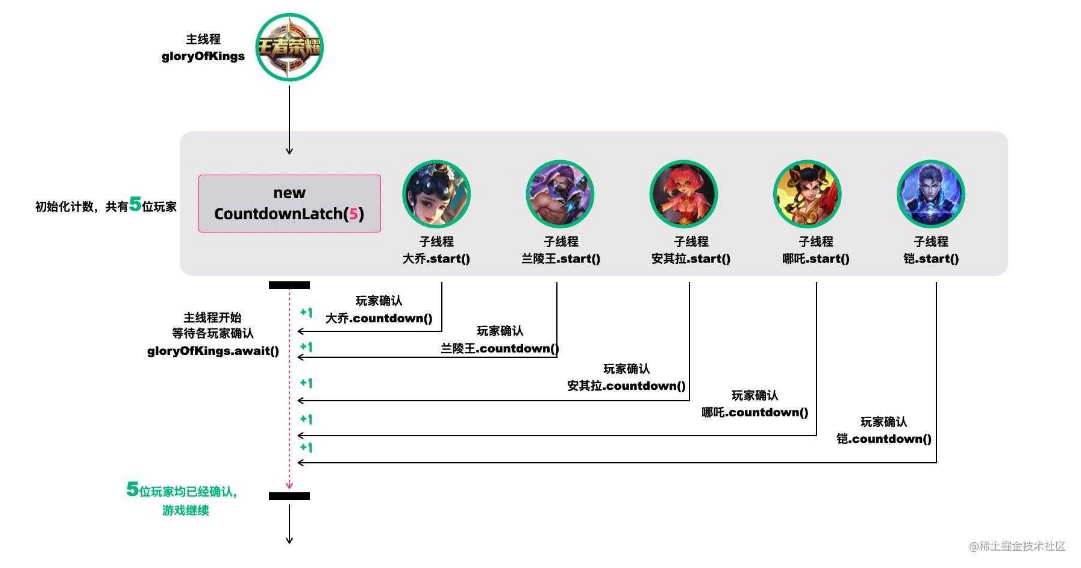 主线程
gloryOfKings
王者荣耀
初始化计数，共有5位玩家
new
CountdownLatch(5)
子线程
大乔.start()
子线程
兰陵王.start()
子线程
安其拉.start()
子线程
哪吒.start()
子线程
铠.start()
主线程开始
等待各玩家确认
gloryOfKings.await()
+1
玩家确认
大乔.countdown()
+1
玩家确认
兰陵王.countdown()
+1
玩家确认
安其拉.countdown()
+1
玩家确认
哪吒.countdown()
+1
玩家确认
铠.countdown()
5位玩家均已经确认，
游戏继续
@稀土掘金技术社区